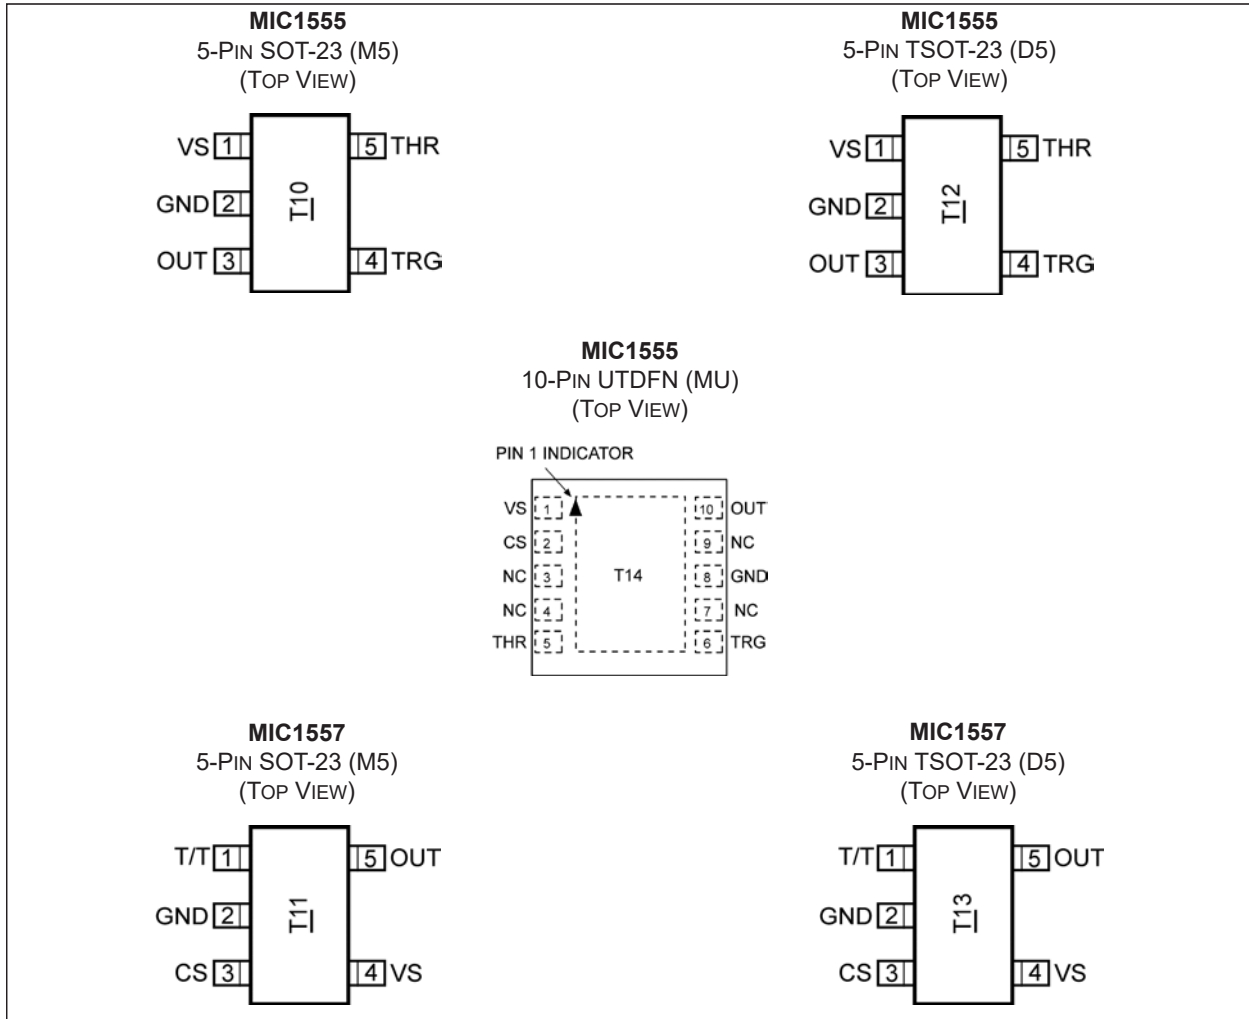 MIC1555
5-PIN SOT-23 (M5)
(TOP VIEW)
VS 1
5 THR
GND 2
T10
OUT 3
4 TRG
MIC1555
5-PIN TSOT-23 (D5)
(TOP VIEW)
VS 1
5 THR
GND 2
T12
OUT 3
4 TRG
MIC1555
10-PIN UTDFN (MU)
(TOP VIEW)
PIN 1 INDICATOR
VS 1
10 OUT
CS 2
9 NC
NC 3
T14
8 GND
NC 4
7 NC
THR 5
6 TRG
MIC1557
5-PIN SOT-23 (M5)
(TOP VIEW)
T/T 1
5 OUT
GND 2
T11
CS 3
4 VS
MIC1557
5-PIN TSOT-23 (D5)
(TOP VIEW)
T/T 1
5 OUT
GND 2
T13
CS 3
4 VS